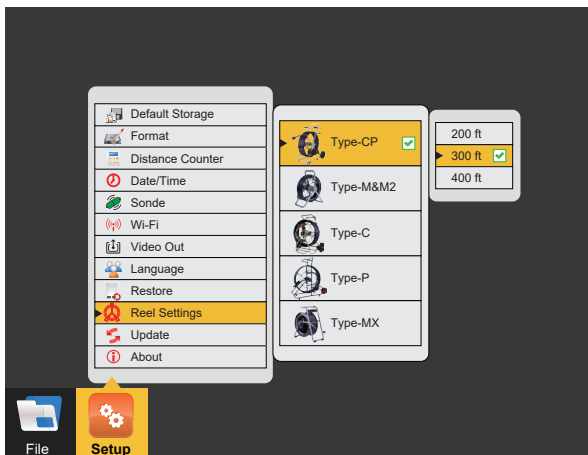 Default Storage
Format
Distance Counter
Date/Time
Sonde
Wi-Fi
Video Out
Language
Restore
Reel Settings
Update
About
Type-CP
Type-M&M2
Type-C
Type-P
Type-MX
200 ft
300 ft
400 ft
File
Setup